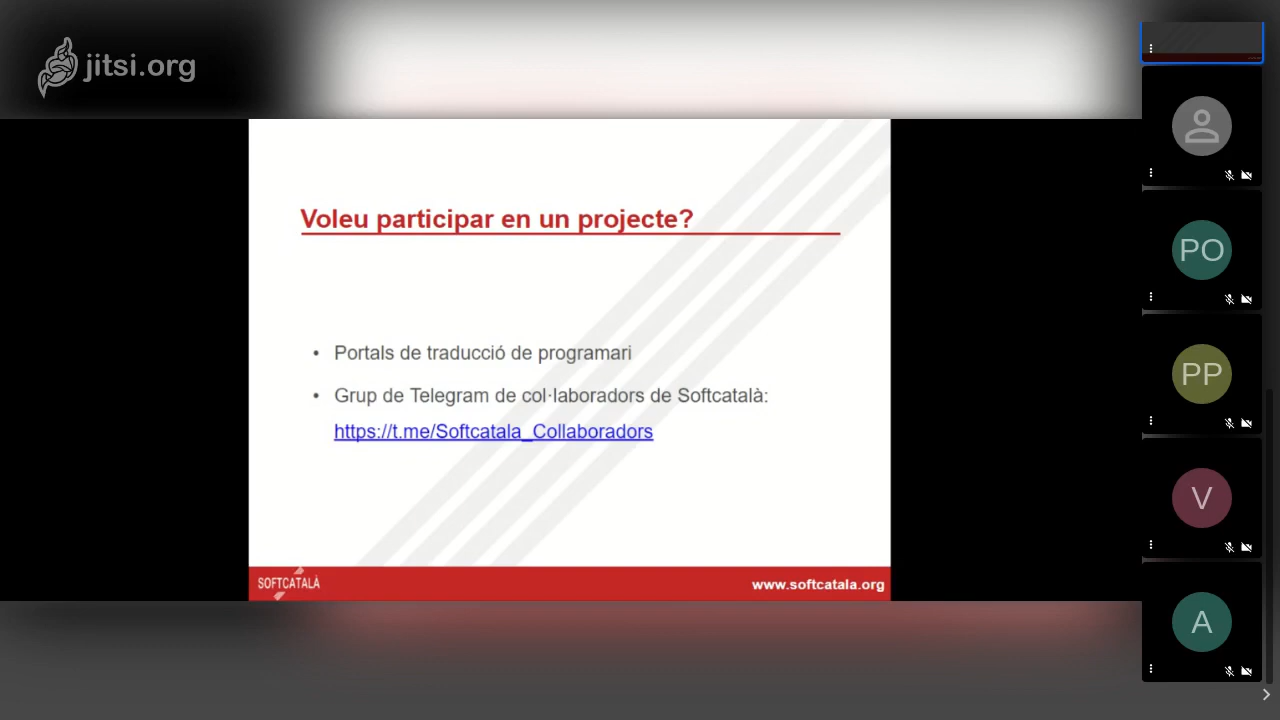 jitsi.org
Voleu participar en un projecte?
• Portals de traducció de programari
• Grup de Telegram de col·laboradors de Softcatalà:
https://t.me/Softcatala_Collaboradors
SOFTCATALÀ
www.softcatala.org
PO
PP
V
A